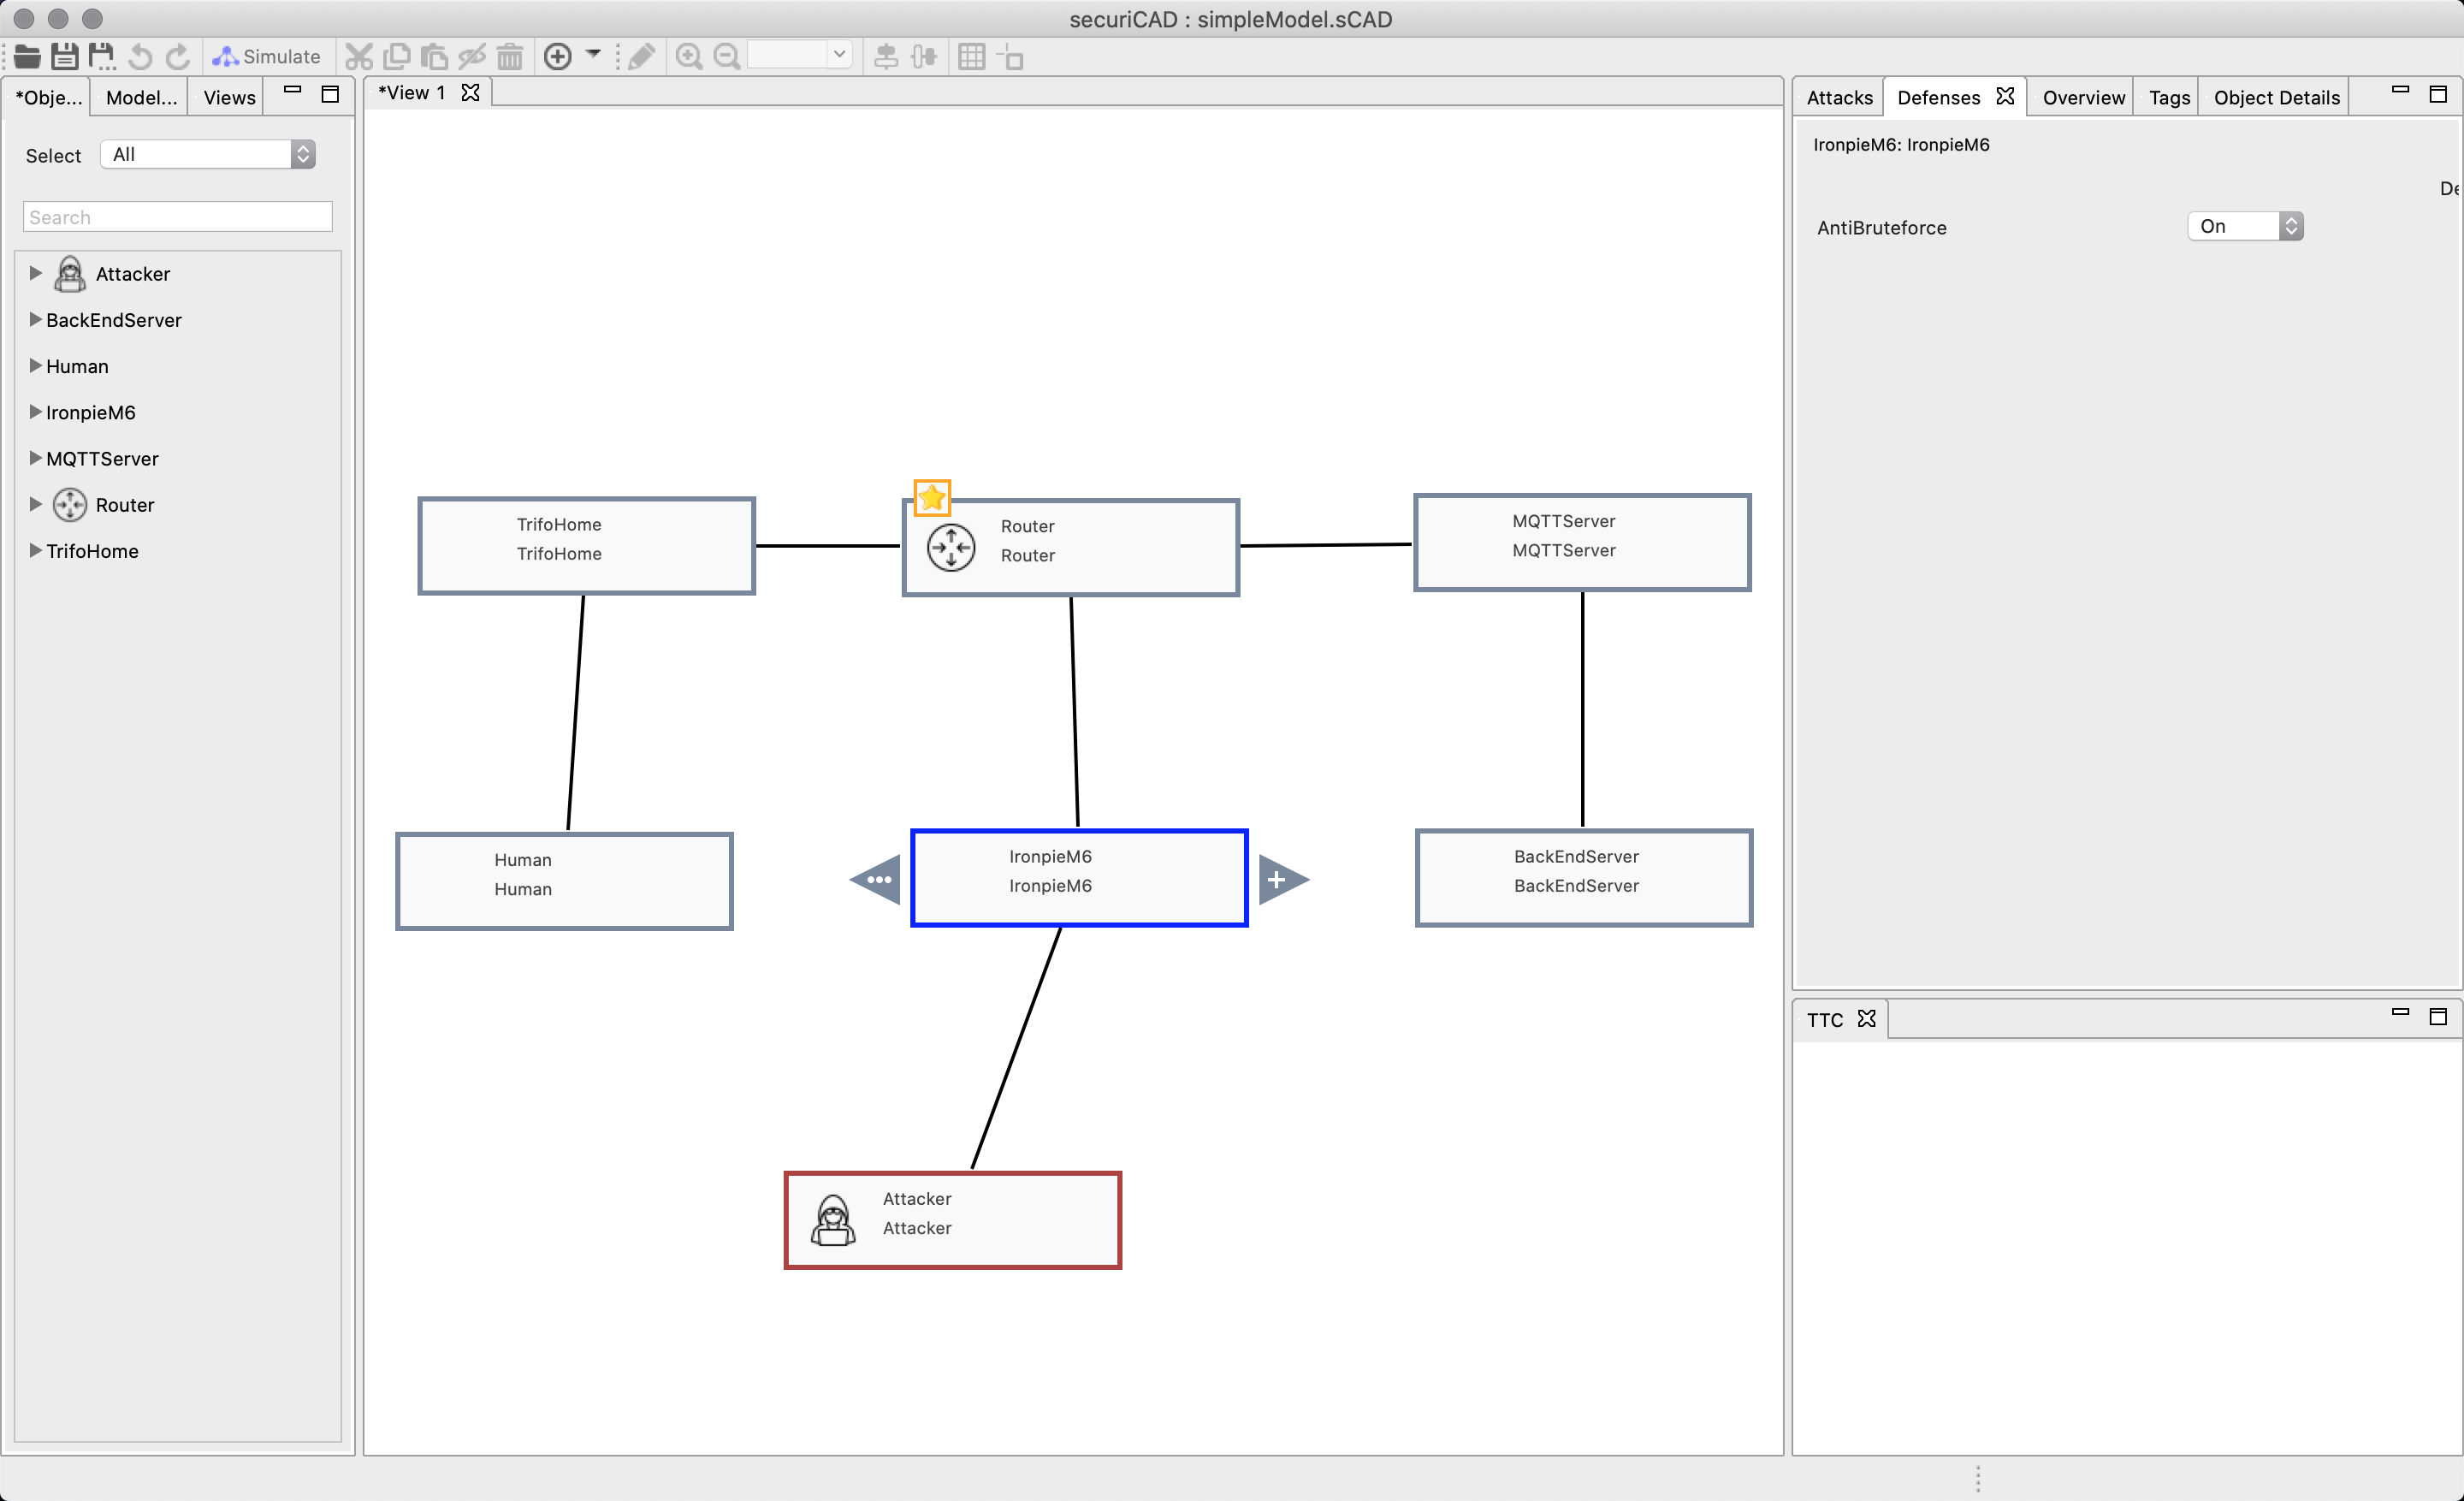 securiCAD : simpleModel.sCAD
Simulate
*Obje...
Model...
Views
Select
All
Search
Attacker
BackEndServer
Human
IronpieM6
MQTTServer
Router
TrifoHome
*View 1
TrifoHome
TrifoHome
Router
Router
MQTTServer
MQTTServer
Human
Human
IronpieM6
IronpieM6
BackEndServer
BackEndServer
Attacker
Attacker
Attacks
Defenses
Overview
Tags
Object Details
IronpieM6: IronpieM6
De
AntiBruteforce
On
TTC